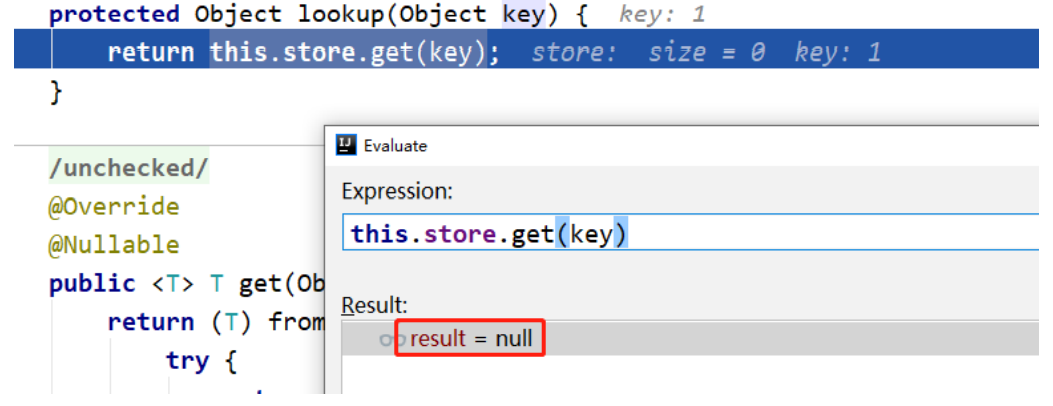 protected Object lookup(Object key) {  key: 1
return this.store.get(key);  store:  size = 0  key: 1
}
/unchecked/
@Override
@Nullable
public <T> T get(Ob
return (T) from
try {
Evaluate
Expression:
this.store.get(key)
Result:
result = null